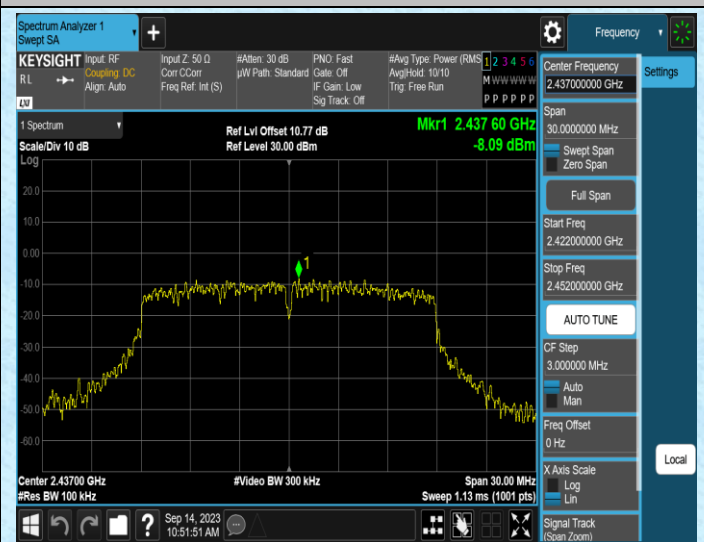 Spectrum Analyzer 1
Swept SA
Frequency
KEYSIGHT
RL
LXI
Input: RF
Coupling: DC
Align: Auto
Input Z: 50 Ω
Corr CCorr
Freq Ref: Int (S)
#Atten: 30 dB
µW Path: Standard
PNO: Fast
Gate: Off
IF Gain: Low
Sig Track: Off
#Avg Type: Power (RMS
Avg|Hold: 10/10
Trig: Free Run
1 2 3 4 5 6
M W W W W W
P P P P P P
Settings
1 Spectrum
Scale/Div 10 dB
Log
Ref Lvl Offset 10.77 dB
Ref Level 30.00 dBm
Mkr1 2.437 60 GHz
-8.09 dBm
20.0
10.0
0.00
-10.0
-20.0
-30.0
-40.0
-50.0
-60.0
1
Center 2.43700 GHz
#Res BW 100 kHz
#Video BW 300 kHz
Span 30.00 MHz
Sweep 1.13 ms (1001 pts)
Center Frequency
2.437000000 GHz
Span
30.0000000 MHz
Swept Span
Zero Span
Full Span
Start Freq
2.422000000 GHz
Stop Freq
2.452000000 GHz
AUTO TUNE
CF Step
3.000000 MHz
Auto
Man
Freq Offset
0 Hz
X Axis Scale
Log
Lin
Signal Track
(Span Zoom)
Local
?
Sep 14, 2023
10:51:51 AM